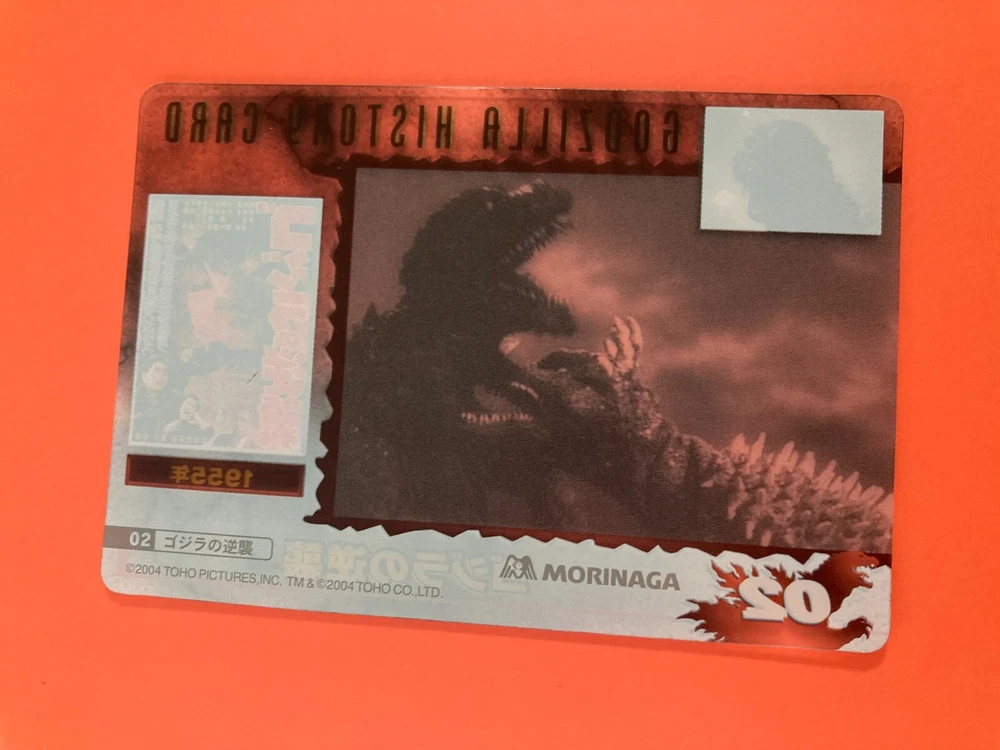 GODZILLA HISTORY CARD
1955年
02 ゴジラの逆襲
ゴジラの逆襲
©2004 TOHO PICTURES,INC. TM & ©2004 TOHO CO.,LTD.
MORINAGA
02